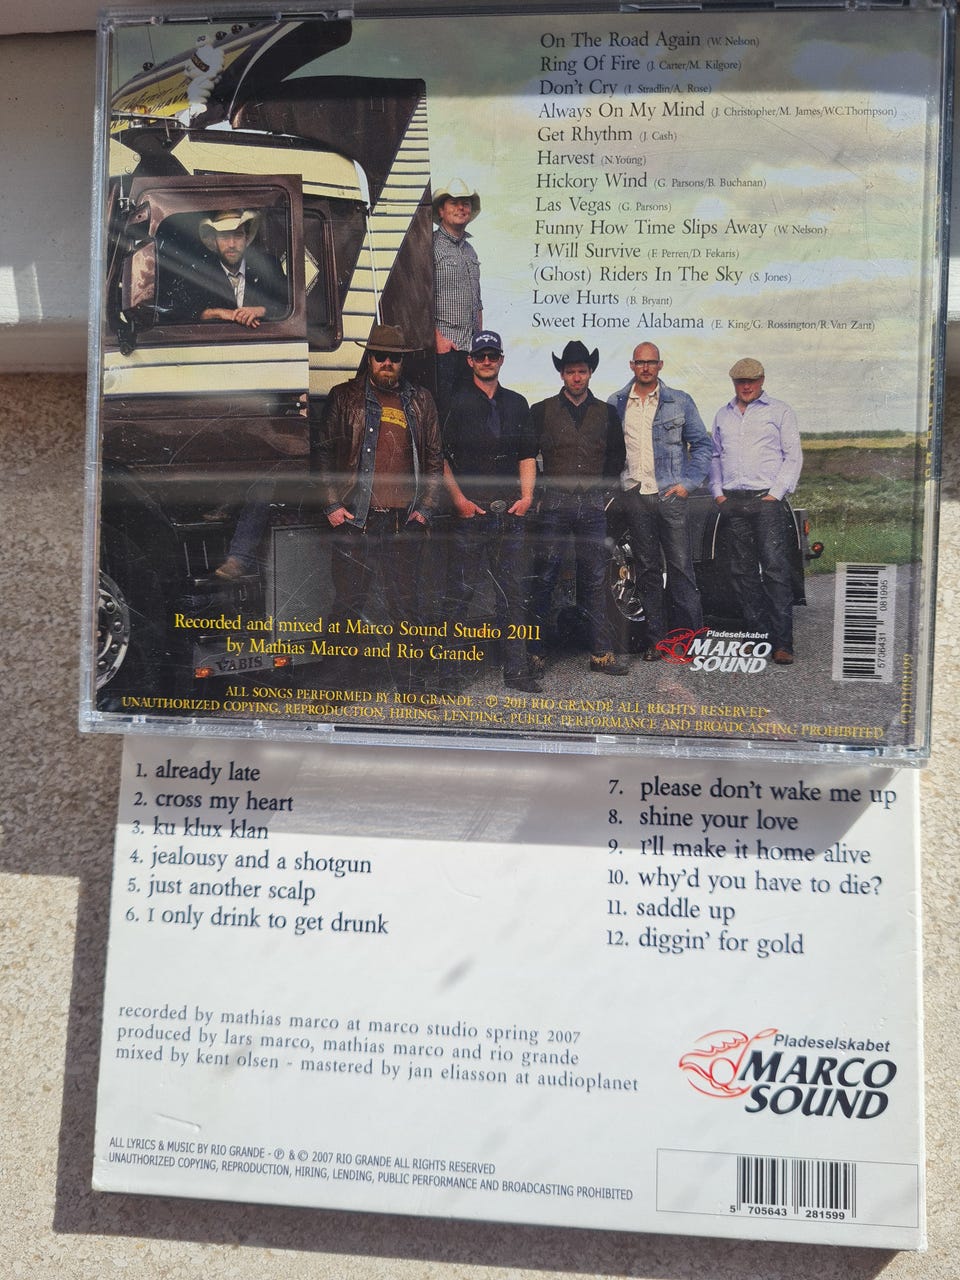 On The Road Again (W. Nelson)
Ring Of Fire (J. Carter/M. Kilgore)
Don't Cry (I. Stradlin/A. Rose)
Always On My Mind (J. Christopher/M. James/W.C.Thompson)
Get Rhythm (J. Cash)
Harvest (N.Young)
Hickory Wind (G. Parsons/B. Buchanan)
Las Vegas (G. Parsons)
Funny How Time Slips Away (W. Nelson)
I Will Survive (F. Perren/D. Fekaris)
(Ghost) Riders In The Sky (S. Jones)
Love Hurts (B. Bryant)
Sweet Home Alabama (E. King/G. Rossington/R.Van Zant)
Recorded and mixed at Marco Sound Studio 2011
by Mathias Marco and Rio Grande
VABIS
Pladeselskabet
MARCO
SOUND
5706431 081995
ALL SONGS PERFORMED BY RIO GRANDE - ℗ 2011 RIO GRANDE ALL RIGHTS RESERVED-
UNAUTHORIZED COPYING, REPRODUCTION, HIRING, LENDING, PUBLIC PERFORMANCE AND BROADCASTING PROHIBITED
1. already late
2. cross my heart
3. ku klux klan
4. jealousy and a shotgun
5. just another scalp
6. I only drink to get drunk
7. please don't wake me up
8. shine your love
9. I'll make it home alive
10. why'd you have to die?
11. saddle up
12. diggin' for gold
recorded by mathias marco at marco studio spring 2007
produced by lars marco, mathias marco and rio grande
mixed by kent olsen - mastered by jan eliasson at audioplanet
Pladeselskabet
MARCO
SOUND
ALL LYRICS & MUSIC BY RIO GRANDE - ℗ & © 2007 RIO GRANDE ALL RIGHTS RESERVED
UNAUTHORIZED COPYING, REPRODUCTION, HIRING, LENDING, PUBLIC PERFORMANCE AND BROADCASTING PROHIBITED
5 705643 281599